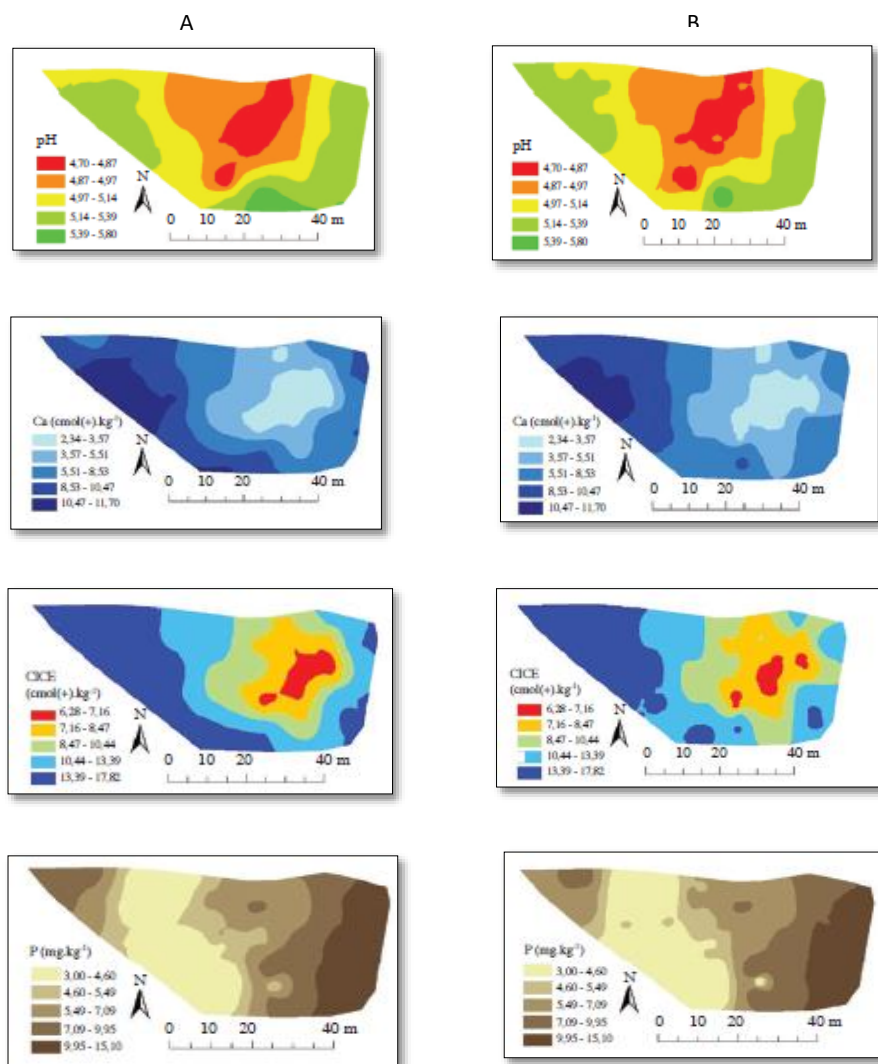 A
B
pH
4,70 - 4,87
4,87 - 4,97
4,97 - 5,14
5,14 - 5,39
5,39 - 5,80
N
0 10 20 40 m
pH
4,70 - 4,87
4,87 - 4,97
4,97 - 5,14
5,14 - 5,39
5,39 - 5,80
N
0 10 20 40 m
Ca (cmol(+).kg⁻¹)
2,34 - 3,57
3,57 - 5,51
5,51 - 8,53
8,53 - 10,47
10,47 - 11,70
N
0 10 20 40 m
Ca (cmol(+).kg⁻¹)
2,34 - 3,57
3,57 - 5,51
5,51 - 8,53
8,53 - 10,47
10,47 - 11,70
N
0 10 20 40 m
CICE
(cmol(+).kg⁻¹)
6,28 - 7,16
7,16 - 8,47
8,47 - 10,44
10,44 - 13,39
13,39 - 17,82
N
0 10 20 40 m
CICE
(cmol(+).kg⁻¹)
6,28 - 7,16
7,16 - 8,47
8,47 - 10,44
10,44 - 13,39
13,39 - 17,82
N
0 10 20 40 m
P (mg.kg⁻¹)
3,00 - 4,60
4,60 - 5,49
5,49 - 7,09
7,09 - 9,95
9,95 - 15,10
N
0 10 20 40 m
P (mg.kg⁻¹)
3,00 - 4,60
4,60 - 5,49
5,49 - 7,09
7,09 - 9,95
9,95 - 15,10
N
0 10 20 40 m